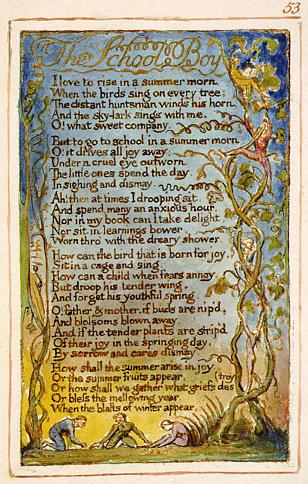 53
The School Boy
I love to rise in a summer morn,
When the birds sing on every tree;
The distant huntsman winds his horn,
And the sky-lark sings with me.
O! what sweet company.
But to go to school in a summer morn
O! it drives all joy away;
Under a cruel eye outworn,
The little ones spend the day,
In sighing and dismay.
Ah! then at times I drooping sit,
And spend many an anxious hour.
Nor in my book can I take delight,
Nor sit in learnings bower,
Worn thro' with the dreary shower.
How can the bird that is born for joy,
Sit in a cage and sing.
How can a child when fears annoy,
But droop his tender wing,
And forget his youthful spring.
O! father & mother, if buds are nip'd,
And blossoms blown away,
And if the tender plants are strip'd
Of their joy in the springing day,
By sorrow and cares dismay,
How shall the summer arise in joy
Or the summer fruits appear,
Or how shall we gather what griefs des
(troy
Or bless the mellowing year,
When the blasts of winter appear.